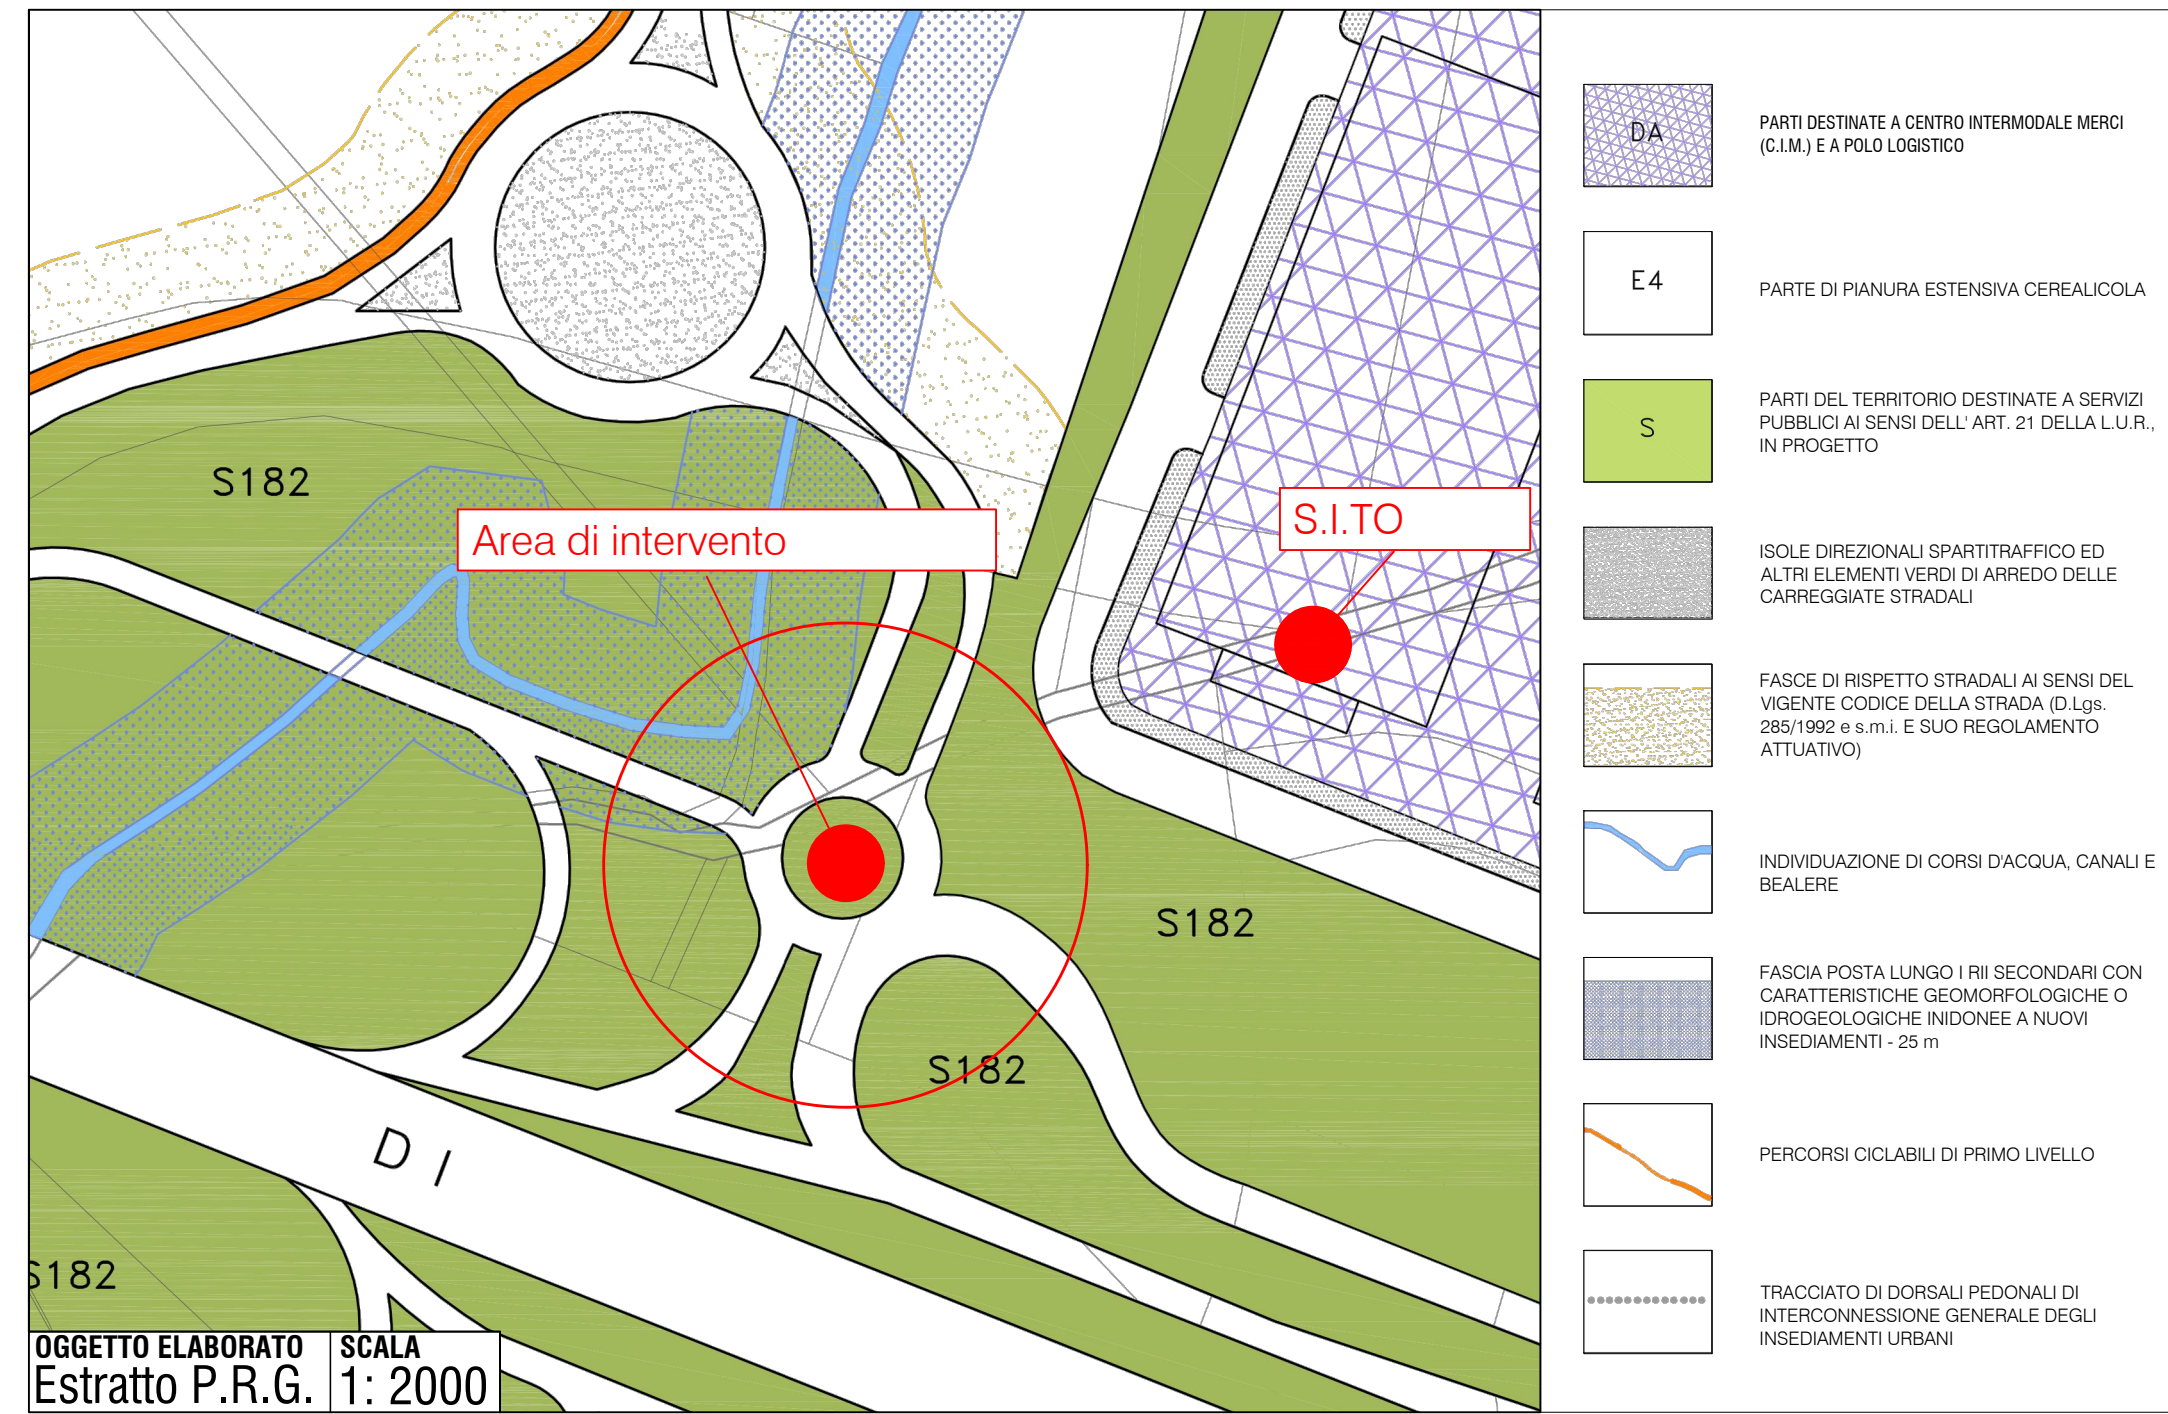 S182
Area di intervento
S.I.TO
S182
S182
D I
S182
OGGETTO ELABORATO
Estratto P.R.G.
SCALA
1: 2000
DA
PARTI DESTINATE A CENTRO INTERMODALE MERCI
(C.I.M.) E A POLO LOGISTICO
E4
PARTE DI PIANURA ESTENSIVA CEREALICOLA
S
PARTI DEL TERRITORIO DESTINATE A SERVIZI
PUBBLICI AI SENSI DELL' ART. 21 DELLA L.U.R.,
IN PROGETTO
ISOLE DIREZIONALI SPARTITRAFFICO ED
ALTRI ELEMENTI VERDI DI ARREDO DELLE
CARREGGIATE STRADALI
FASCE DI RISPETTO STRADALI AI SENSI DEL
VIGENTE CODICE DELLA STRADA (D.Lgs.
285/1992 e s.m.i. E SUO REGOLAMENTO
ATTUATIVO)
INDIVIDUAZIONE DI CORSI D'ACQUA, CANALI E
BEALERE
FASCIA POSTA LUNGO I RII SECONDARI CON
CARATTERISTICHE GEOMORFOLOGICHE O
IDROGEOLOGICHE INIDONEE A NUOVI
INSEDIAMENTI - 25 m
PERCORSI CICLABILI DI PRIMO LIVELLO
TRACCIATO DI DORSALI PEDONALI DI
INTERCONNESSIONE GENERALE DEGLI
INSEDIAMENTI URBANI